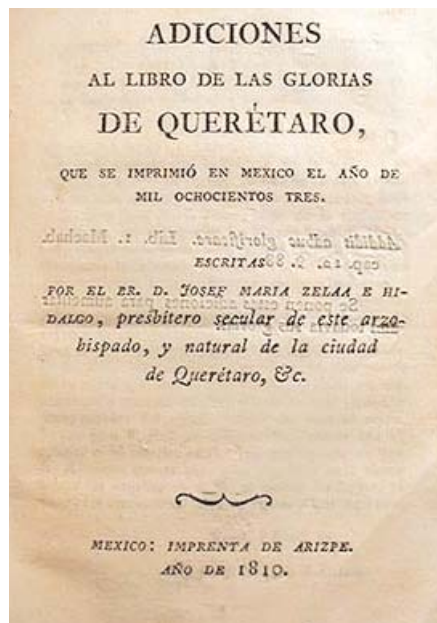 ADICIONES
AL LIBRO DE LAS GLORIAS
DE QUERÉTARO,
QUE SE IMPRIMIÓ EN MEXICO EL AÑO DE
MIL OCHOCIENTOS TRES.
ESCRITAS
POR EL BR. D. JOSEF MARIA ZELAA E HI-
DALGO, presbitero secular de este arzo-
bispado, y natural de la ciudad
de Querétaro, &c.
MEXICO: IMPRENTA DE ARIZPE.
AÑO DE 1810.